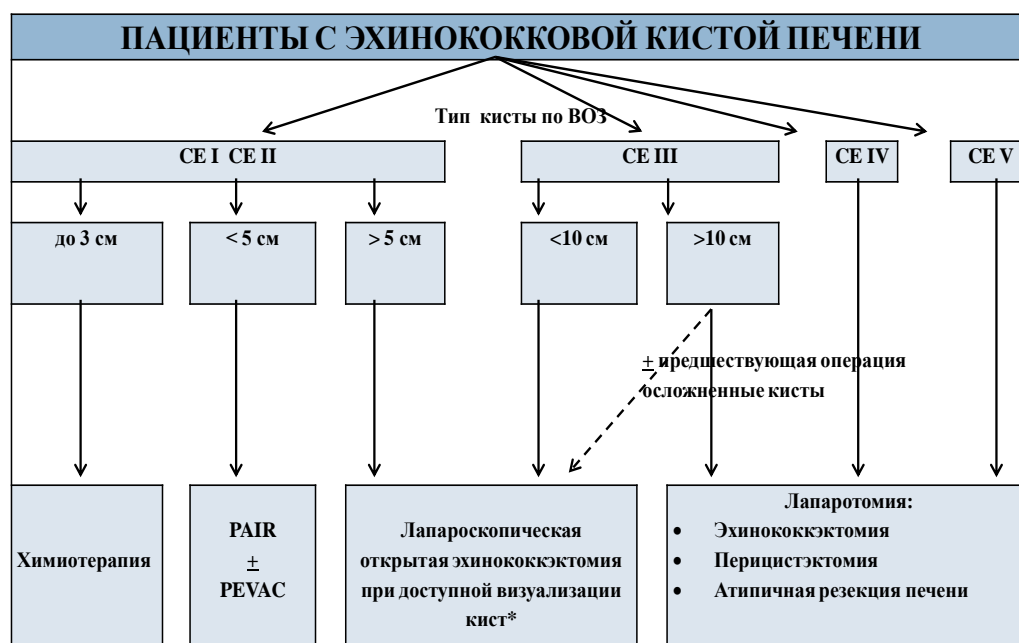 ПАЦИЕНТЫ С ЭХИНОКОККОВОЙ КИСТОЙ ПЕЧЕНИ
Тип кисты по ВОЗ
CE I CE II
CE III
CE IV
CE V
до 3 см
< 5 см
> 5 см
<10 см
>10 см
+ предшествующая операция
осложненные кисты
Химиотерапия
PAIR
+
PEVAC
Лапароскопическая
открытая эхинококкэктомия
при доступной визуализации
кист*
Лапаротомия:
• Эхинококкэктомия
• Перицистэктомия
• Атипичная резекция печени